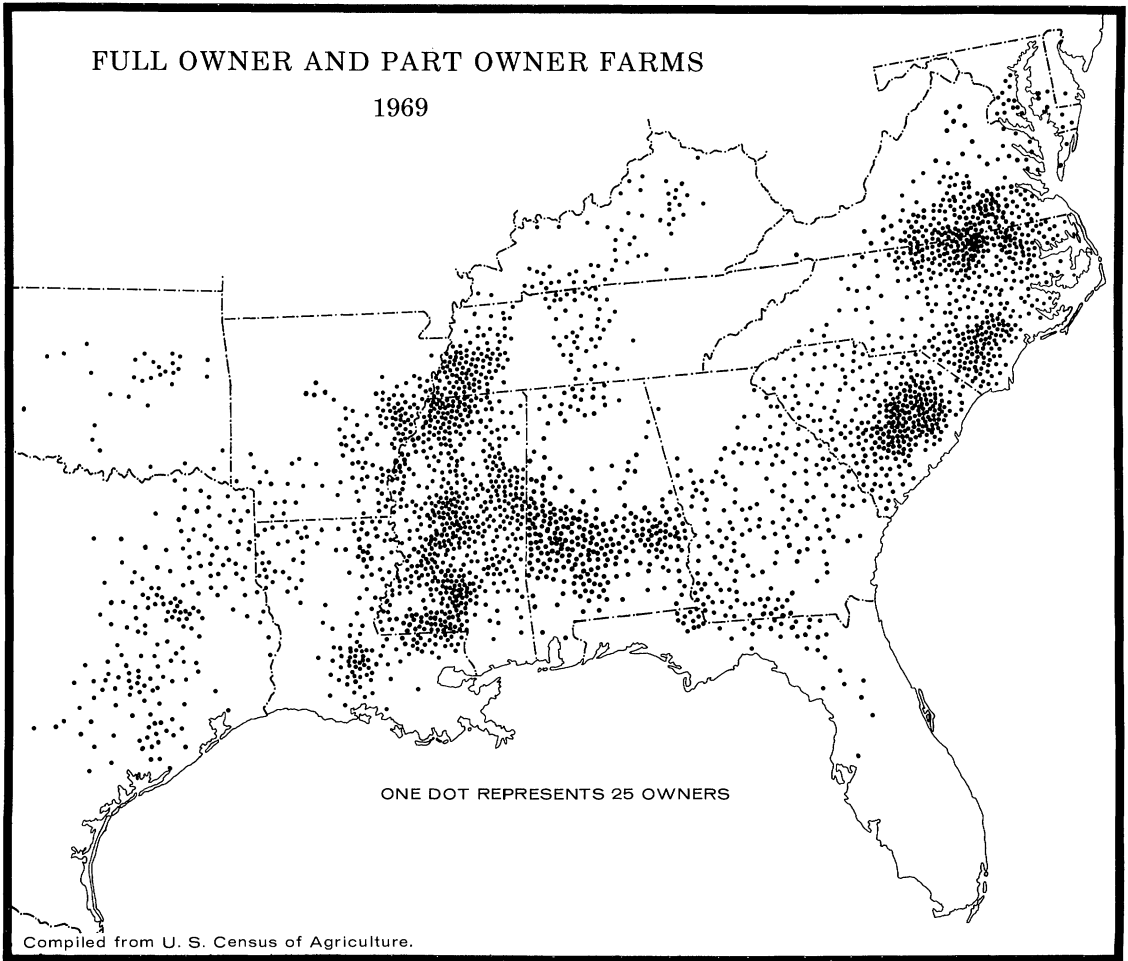 FULL OWNER AND PART OWNER FARMS
1969
ONE DOT REPRESENTS 25 OWNERS
Compiled from U. S. Census of Agriculture.